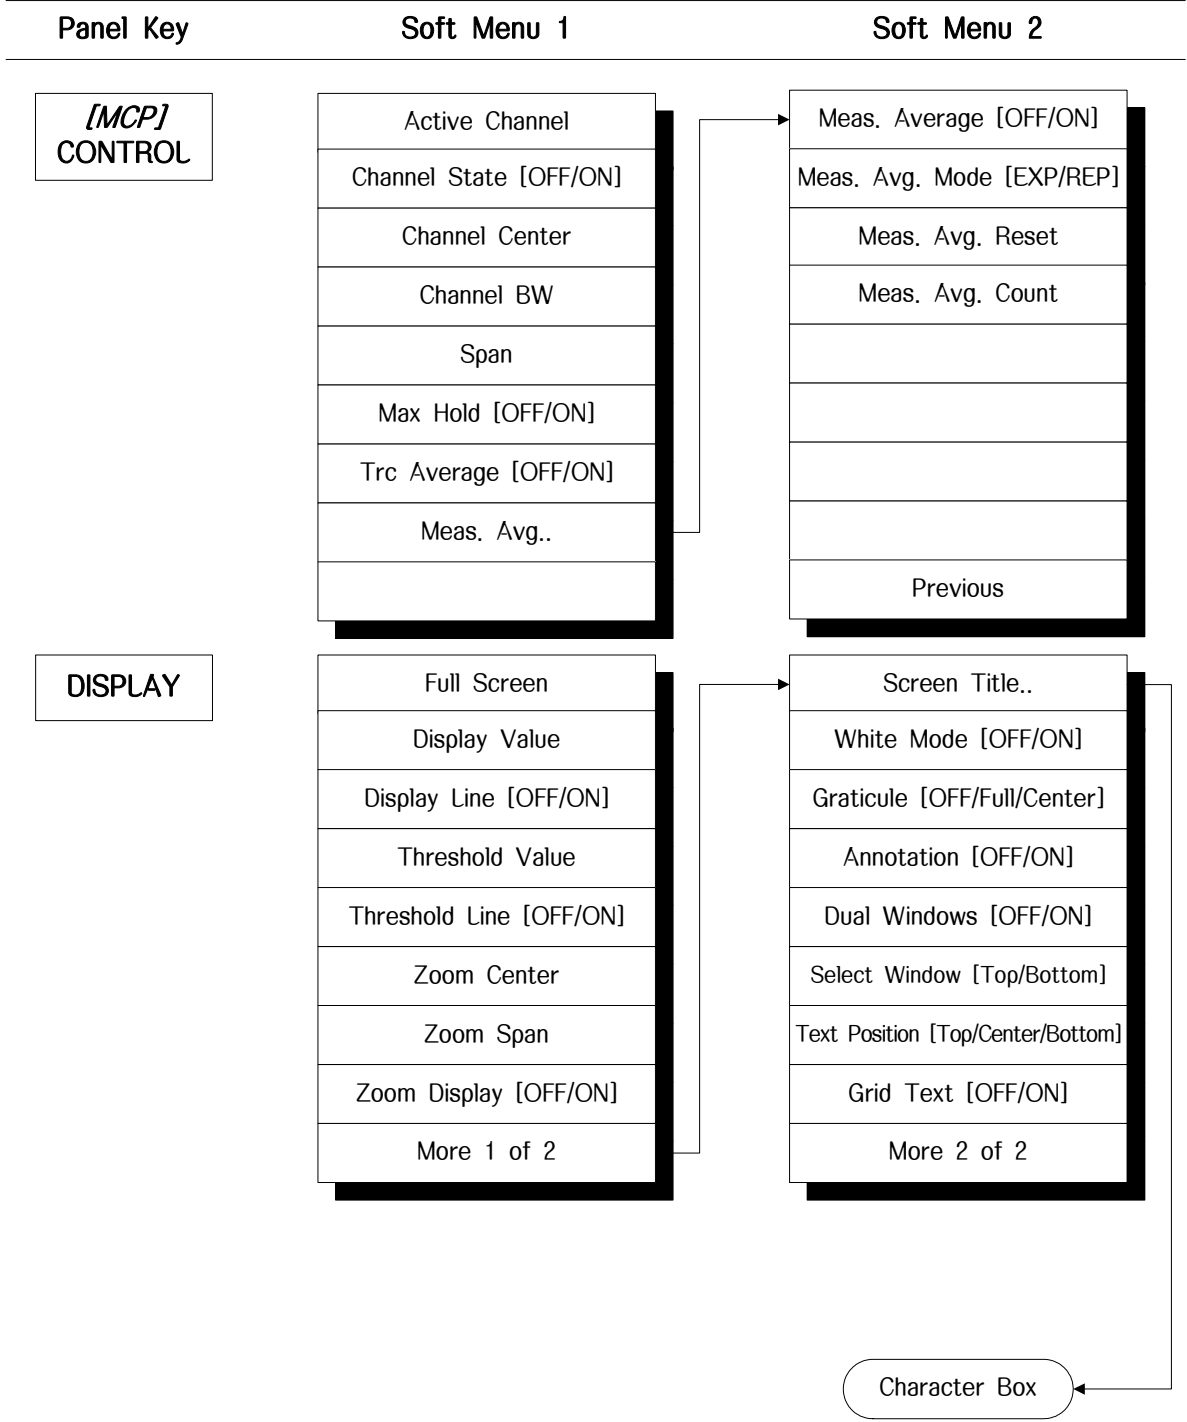 Panel Key
Soft Menu 1
Soft Menu 2
[MCP]
CONTROL
Active Channel
Channel State [OFF/ON]
Channel Center
Channel BW
Span
Max Hold [OFF/ON]
Trc Average [OFF/ON]
Meas. Avg..
Meas. Average [OFF/ON]
Meas. Avg. Mode [EXP/REP]
Meas. Avg. Reset
Meas. Avg. Count
Previous
DISPLAY
Full Screen
Display Value
Display Line [OFF/ON]
Threshold Value
Threshold Line [OFF/ON]
Zoom Center
Zoom Span
Zoom Display [OFF/ON]
More 1 of 2
Screen Title..
White Mode [OFF/ON]
Graticule [OFF/Full/Center]
Annotation [OFF/ON]
Dual Windows [OFF/ON]
Select Window [Top/Bottom]
Text Position [Top/Center/Bottom]
Grid Text [OFF/ON]
More 2 of 2
Character Box